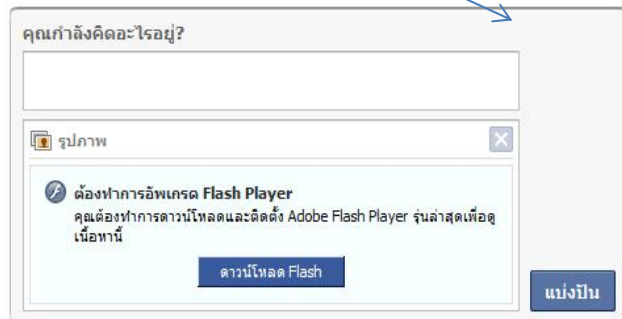 คุณกำลังคิดอะไรอยู่?
รูปภาพ
ต้องทำการอัพเกรด Flash Player
คุณต้องทำการดาวน์โหลดและติดตั้ง Adobe Flash Player รุ่นล่าสุดเพื่อดู
เนื้อหานี้
ดาวน์โหลด Flash
แบ่งปัน